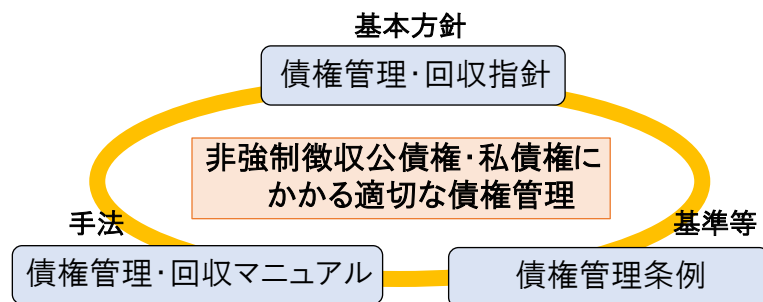 基本方針
債権管理・回収指針
非強制徴収公債権・私債権に
かかる適切な債権管理
手法
基準等
債権管理・回収マニュアル
債権管理条例